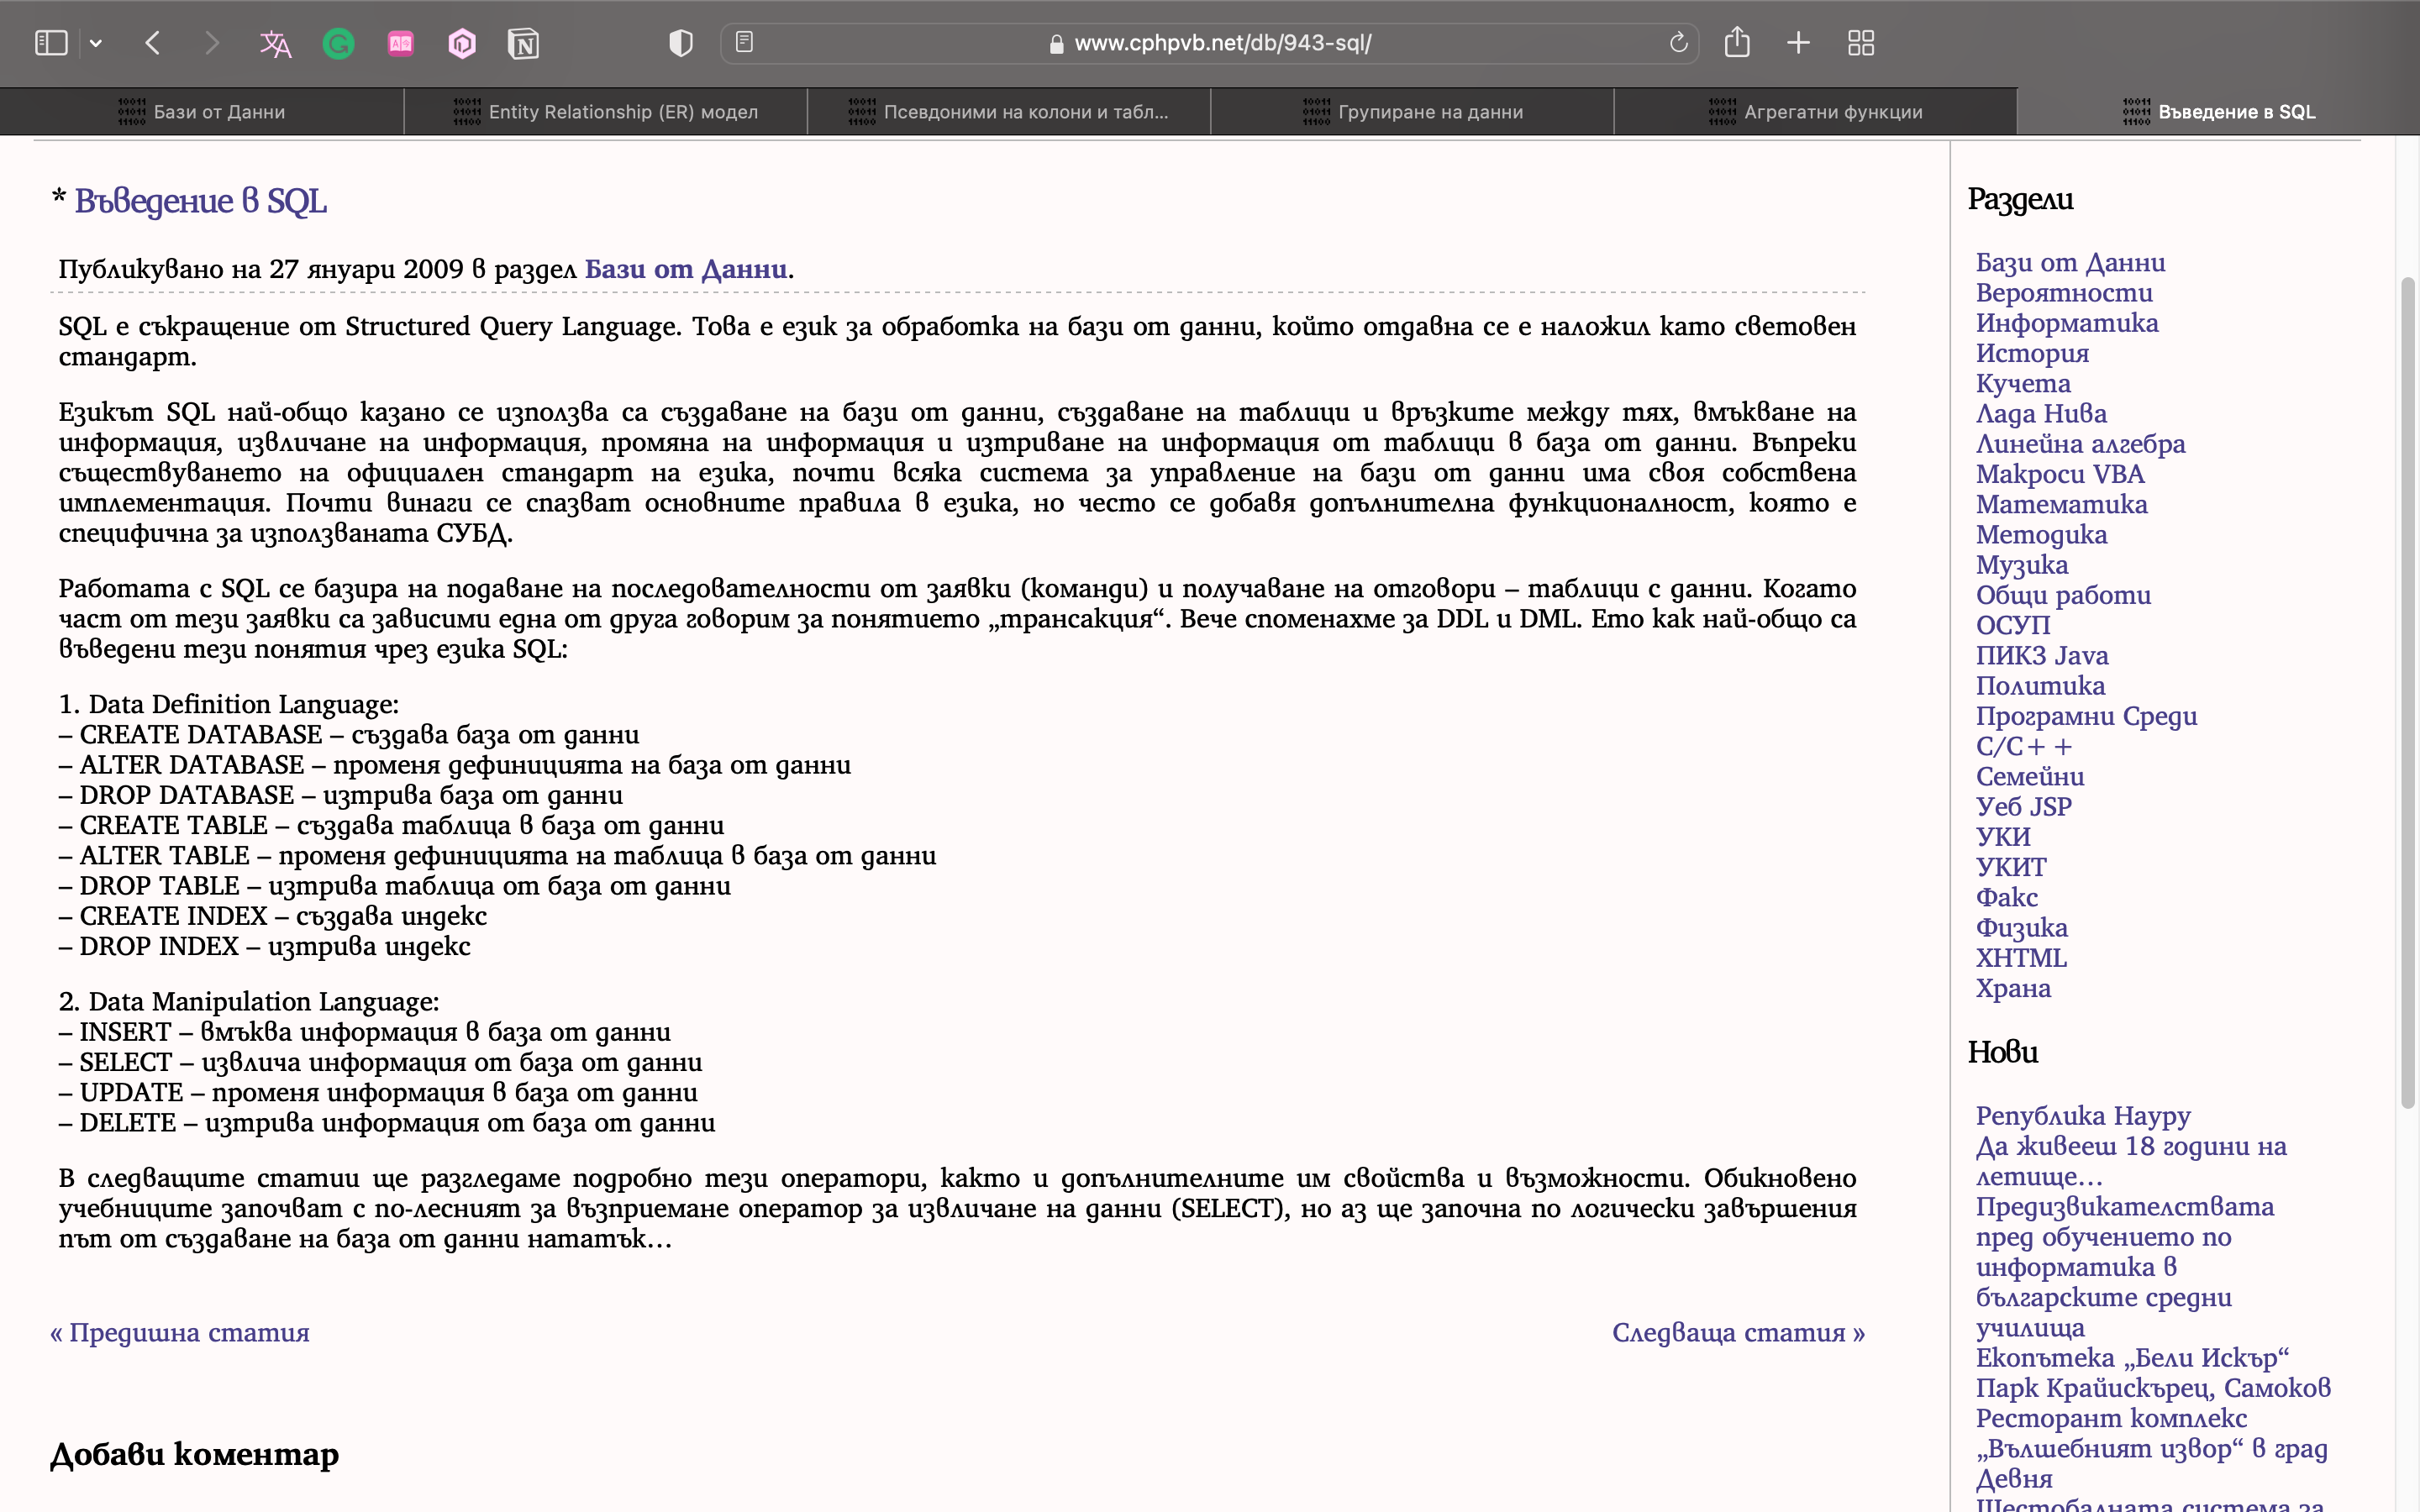 www.cphpvb.net/db/943-sql/
Бази от Данни
Entity Relationship (ER) модел
Псевдоними на колони и табл...
Групиране на данни
Агрегатни функции
Въведение в SQL
* Въведение в SQL
Публикувано на 27 януари 2009 в раздел Бази от Данни.
SQL е съкращение от Structured Query Language. Това е език за обработка на бази от данни, който отдавна се е наложил като световен
стандарт.
Езикът SQL най-общо казано се използва са създаване на бази от данни, създаване на таблици и връзките между тях, вмъкване на
информация, извличане на информация, промяна на информация и изтриване на информация от таблици в база от данни. Въпреки
съществуването на официален стандарт на езика, почти всяка система за управление на бази от данни има своя собствена
имплементация. Почти винаги се спазват основните правила в езика, но често се добавя допълнителна функционалност, която е
специфична за използваната СУБД.
Работата с SQL се базира на подаване на последователности от заявки (команди) и получаване на отговори – таблици с данни. Когато
част от тези заявки са зависими една от друга говорим за понятието „трансакция“. Вече споменахме за DDL и DML. Ето как най-общо са
въведени тези понятия чрез езика SQL:
1. Data Definition Language:
– CREATE DATABASE – създава база от данни
– ALTER DATABASE – променя дефиницията на база от данни
– DROP DATABASE – изтрива база от данни
– CREATE TABLE – създава таблица в база от данни
– ALTER TABLE – променя дефиницията на таблица в база от данни
– DROP TABLE – изтрива таблица от база от данни
– CREATE INDEX – създава индекс
– DROP INDEX – изтрива индекс
2. Data Manipulation Language:
– INSERT – вмъква информация в база от данни
– SELECT – извлича информация от база от данни
– UPDATE – променя информация в база от данни
– DELETE – изтрива информация от база от данни
В следващите статии ще разгледаме подробно тези оператори, както и допълнителните им свойства и възможности. Обикновено
учебниците започват с по-лесният за възприемане оператор за извличане на данни (SELECT), но аз ще започна по логически завършения
път от създаване на база от данни нататък…
« Предишна статия
Следваща статия »
Добави коментар
Раздели
Бази от Данни
Вероятности
Информатика
История
Кучета
Лада Нива
Линейна алгебра
Макроси VBA
Математика
Методика
Музика
Общи работи
ОСУП
ПИК3 Java
Политика
Програмни Среди
С/С++
Семейни
Уеб JSP
УКИ
УКИТ
Факс
Физика
XHTML
Храна
Нови
Република Науру
Да живееш 18 години на
летище…
Предизвикателствата
пред обучението по
информатика в
българските средни
училища
Екопътека „Бели Искър“
Парк Крайискърец, Самоков
Ресторант комплекс
„Вълшебният извор“ в град
Девня
Шестобалната система за